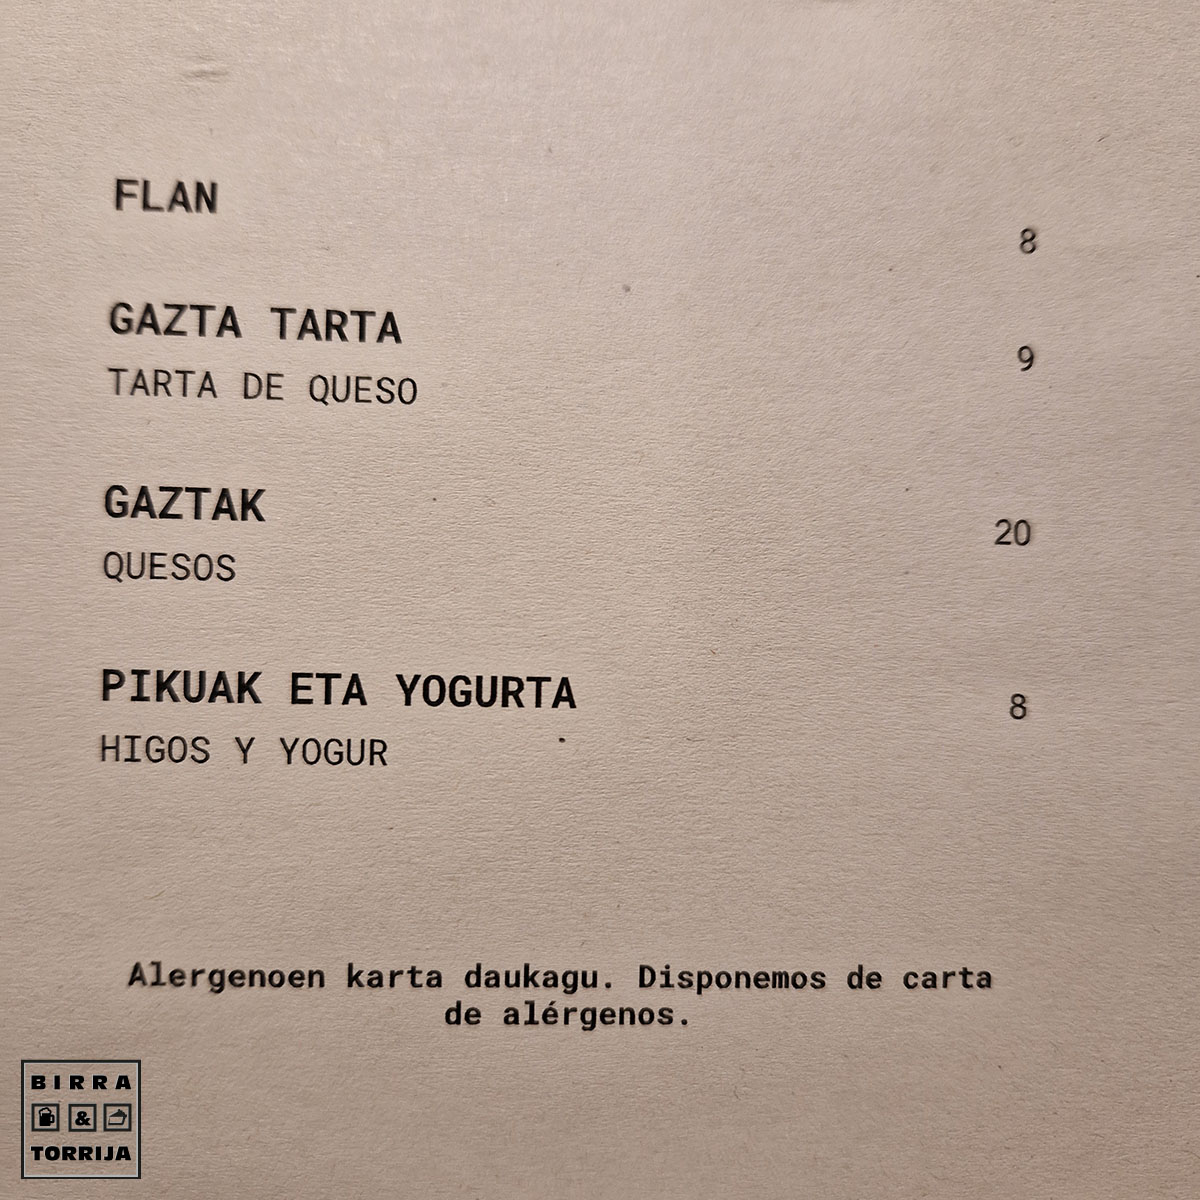 FLAN
8
GAZTA TARTA
9
TARTA DE QUESO
GAZTAK
20
QUESOS
PIKUAK ETA YOGURTA
8
HIGOS Y YOGUR
Alergenoen karta daukagu. Disponemos de carta
de alérgenos.
BIRRA
&
TORRIJA